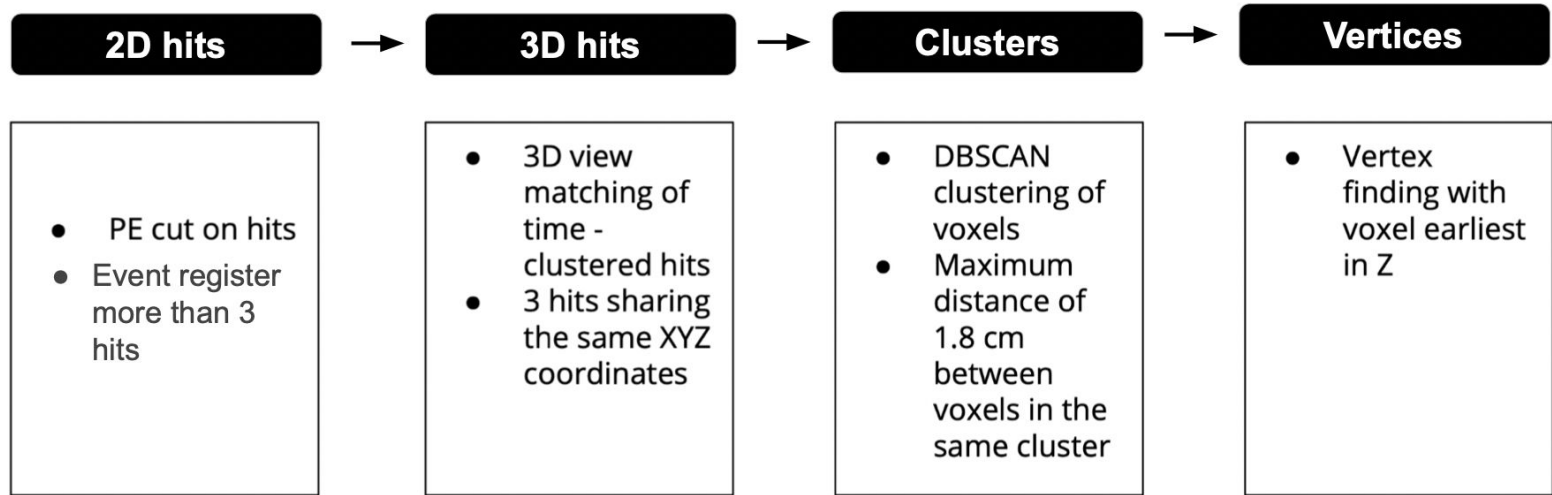 2D hits
3D hits
Clusters
Vertices
● PE cut on hits
● Event register
more than 3
hits
● 3D view
matching of
time -
clustered hits
● 3 hits sharing
the same XYZ
coordinates
● DBSCAN
clustering of
voxels
● Maximum
distance of
1.8 cm
between
voxels in the
same cluster
● Vertex
finding with
voxel earliest
in Z